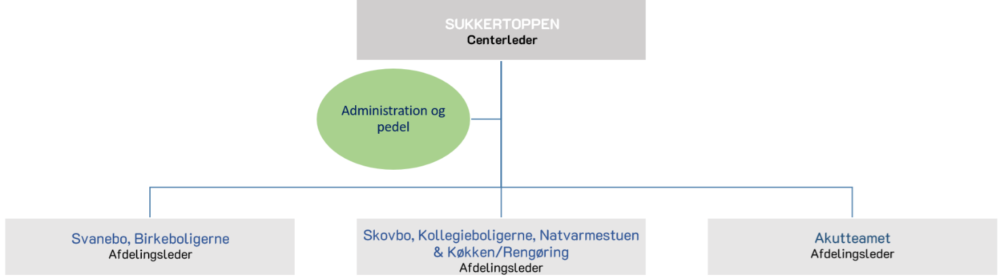 SUKKERTOPPEN
Centerleder
Administration og
pedel
Svanebo, Birkeboligerne
Afdelingsleder
Skovbo, Kollegieboligerne, Natvarmestuen
& Køkken/Rengøring
Afdelingsleder
Akutteamet
Afdelingsleder